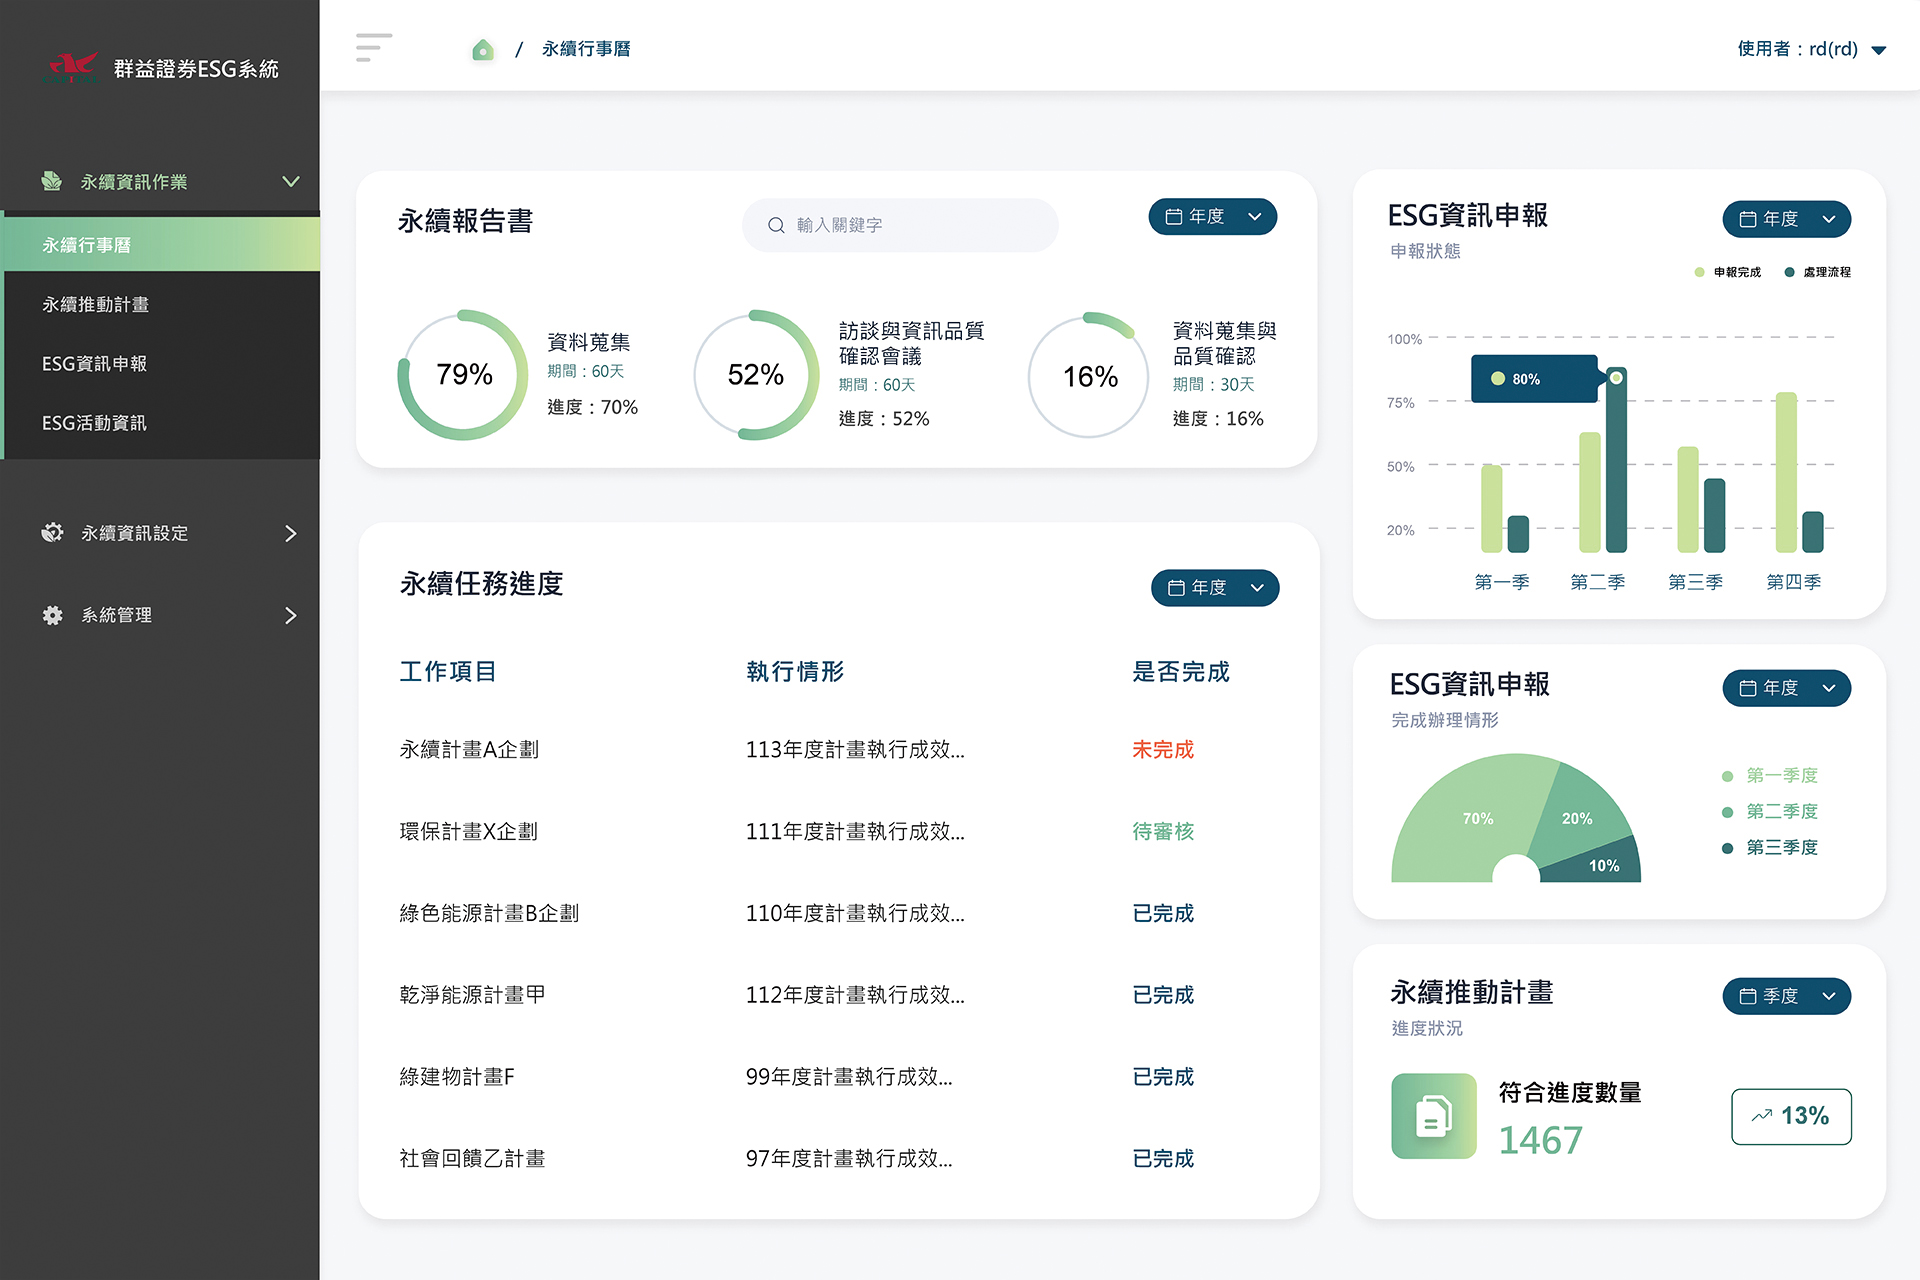 群益證券ESG系統
永續資訊作業
永續行事曆
永續推動計畫
ESG資訊申報
ESG活動資訊
永續資訊設定
系統管理
/ 永續行事曆
使用者：rd(rd)
永續報告書
輸入關鍵字
年度
79%
資料蒐集
期間：60天
進度：70%
52%
訪談與資訊品質
確認會議
期間：60天
進度：52%
16%
資料蒐集與
品質確認
期間：30天
進度：16%
永續任務進度
年度
工作項目 執行情形 是否完成
永續計畫A企劃 113年度計畫執行成效... 未完成
環保計畫X企劃 111年度計畫執行成效... 待審核
綠色能源計畫B企劃 110年度計畫執行成效... 已完成
乾淨能源計畫甲 112年度計畫執行成效... 已完成
綠建物計畫F 99年度計畫執行成效... 已完成
社會回饋乙計畫 97年度計畫執行成效... 已完成
ESG資訊申報
申報狀態
年度
申報完成 處理流程
100%
80%
75%
50%
20%
第一季 第二季 第三季 第四季
ESG資訊申報
完成辦理情形
年度
70%
20%
10%
第一季度
第二季度
第三季度
永續推動計畫
進度狀況
季度
符合進度數量
1467
13%